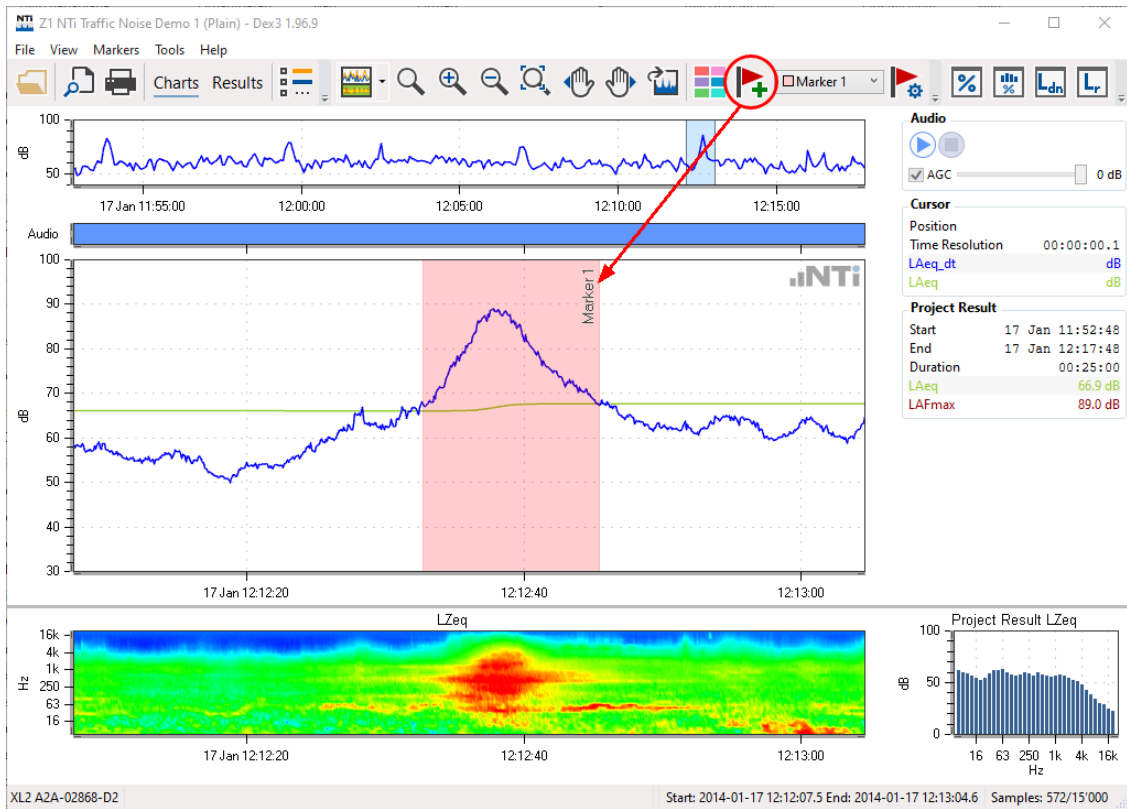 NTi Z1 NTi Traffic Noise Demo 1 (Plain) - Dex3 1.96.9
File View Markers Tools Help
Charts Results Marker 1 % % Ldn Lr
100
dB
50
17 Jan 11:55:00 12:00:00 12:05:00 12:10:00 12:15:00
Audio
100
90
80
70
dB
60
50
40
30
Marker 1
NTi
17 Jan 12:12:20 12:12:40 13:13:00
Audio
AGC 0 dB
Cursor
Position
Time Resolution 00:00:00.1
LAeq_dt dB
LAeq dB
Project Result
Start 17 Jan 11:52:48
End 17 Jan 12:17:48
Duration 00:25:00
LAeq 66.9 dB
LAFmax 89.0 dB
LZeq
16k
4k
1k
Hz
250
63
16
17 Jan 12:12:20 12:12:40 12:13:00
Project Result LZeq
100
dB
50
0
16 63 250 1k 4k 16k
Hz
XL2 A2A-02868-D2 Start: 2014-01-17 12:12:07.5 End: 2014-01-17 12:13:04.6 Samples: 572/15'000